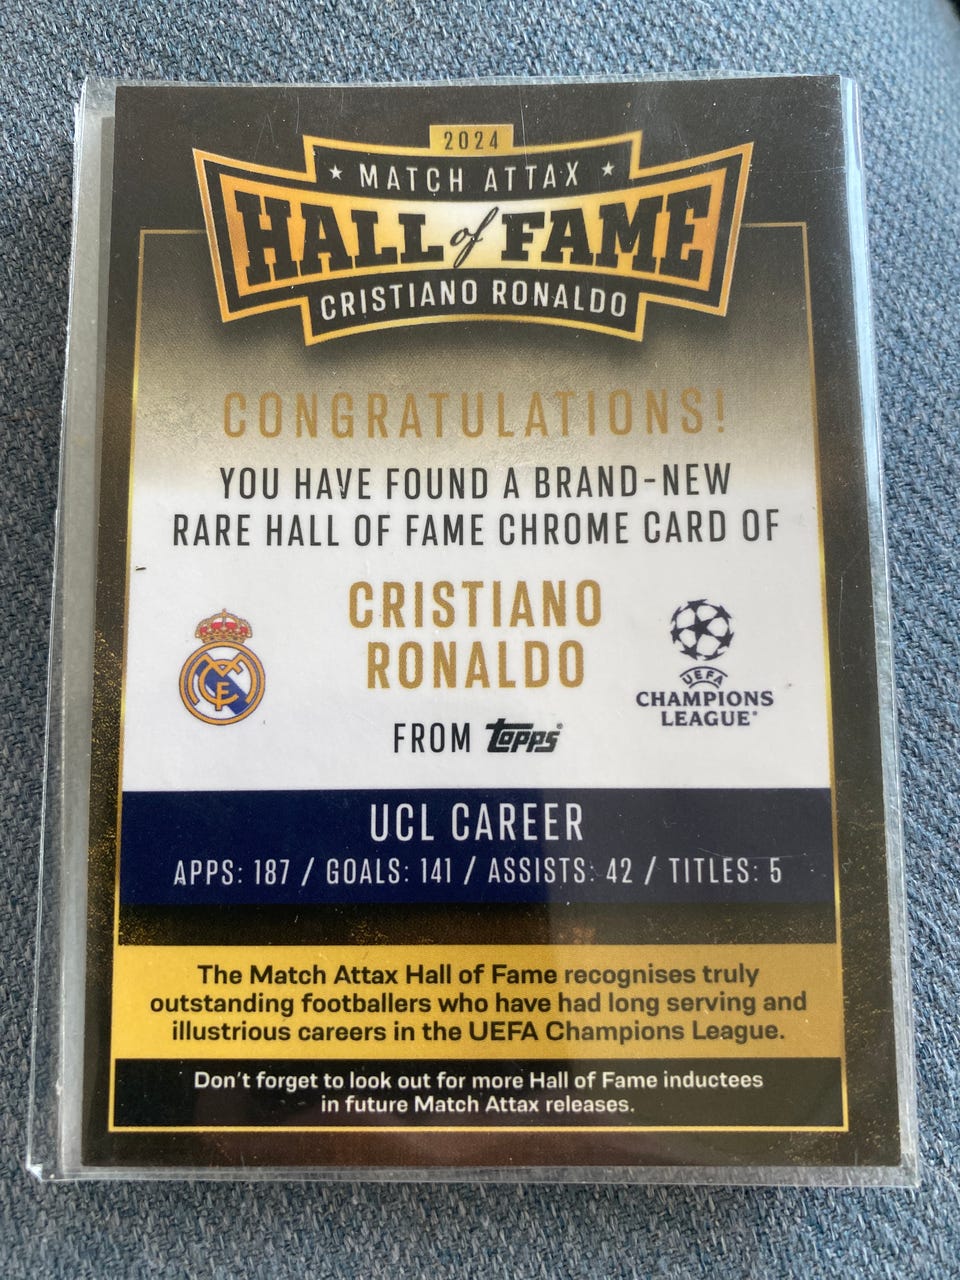 2024
MATCH ATTAX
HALL of FAME
CRISTIANO RONALDO
CONGRATULATIONS!
YOU HAVE FOUND A BRAND-NEW
RARE HALL OF FAME CHROME CARD OF
CRISTIANO
RONALDO
FROM Topps®
UEFA
CHAMPIONS
LEAGUE®
UCL CAREER
APPS: 187 / GOALS: 141 / ASSISTS: 42 / TITLES: 5
The Match Attax Hall of Fame recognises truly
outstanding footballers who have had long serving and
illustrious careers in the UEFA Champions League.
Don't forget to look out for more Hall of Fame inductees
in future Match Attax releases.